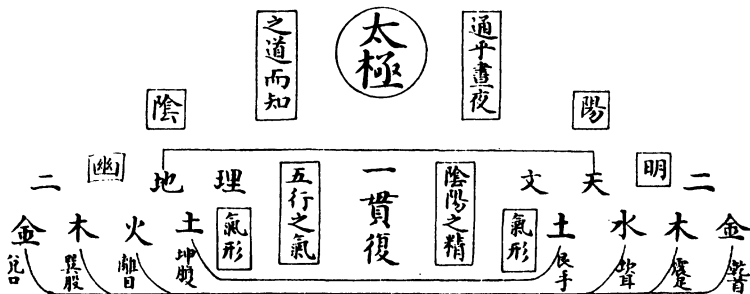 太極
通乎晝夜
之道而知
陽
陰
明
幽
二
天文
陰陽之精
一貫復
五行之氣
地理
二
金
木
水
土
氣形
氣形
土
火
木
金
乾首
震足
坎耳
艮手
坤腹
離目
巽股
兌口